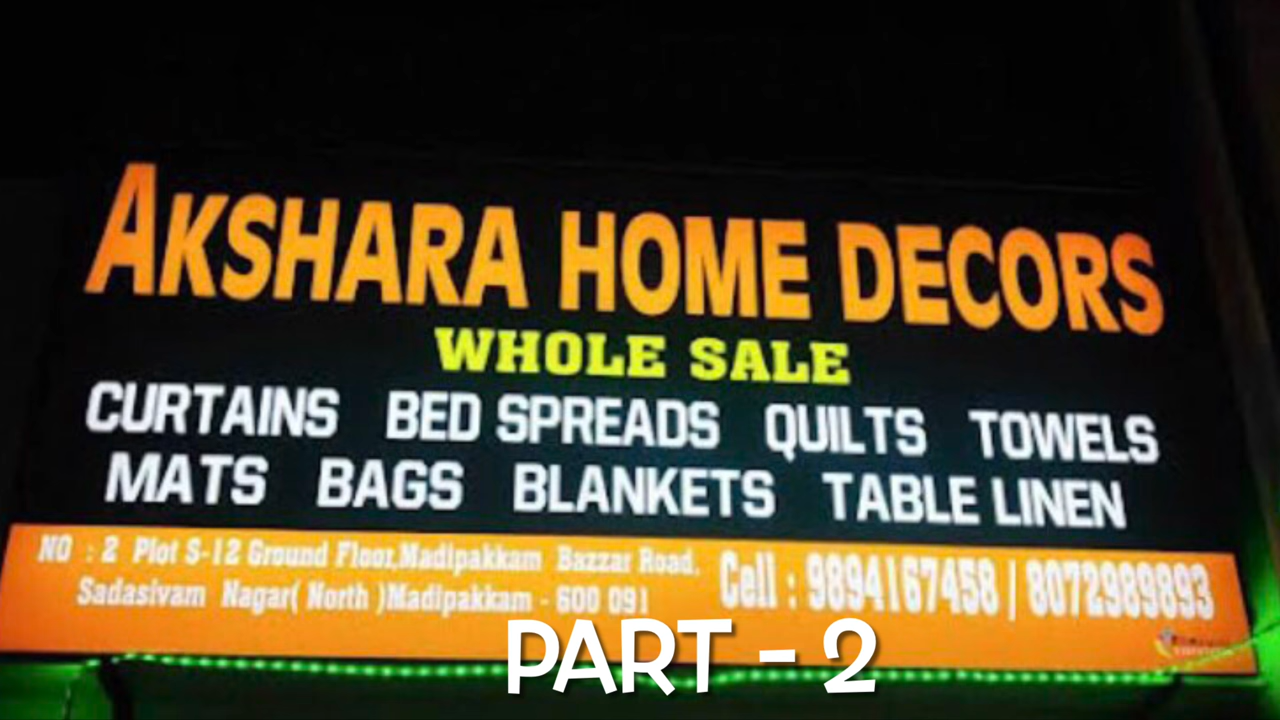 AKSHARA HOME DECORS
WHOLE SALE
CURTAINS BED SPREADS QUILTS TOWELS
MATS BAGS BLANKETS TABLE LINEN
NO : 2 Plot S-12 Ground Floor,Madipakkam Bazzar Road,
Sadasivam Nagar( North )Madipakkam - 600 091
Cell : 9894167458 | 8072989893
PART - 2